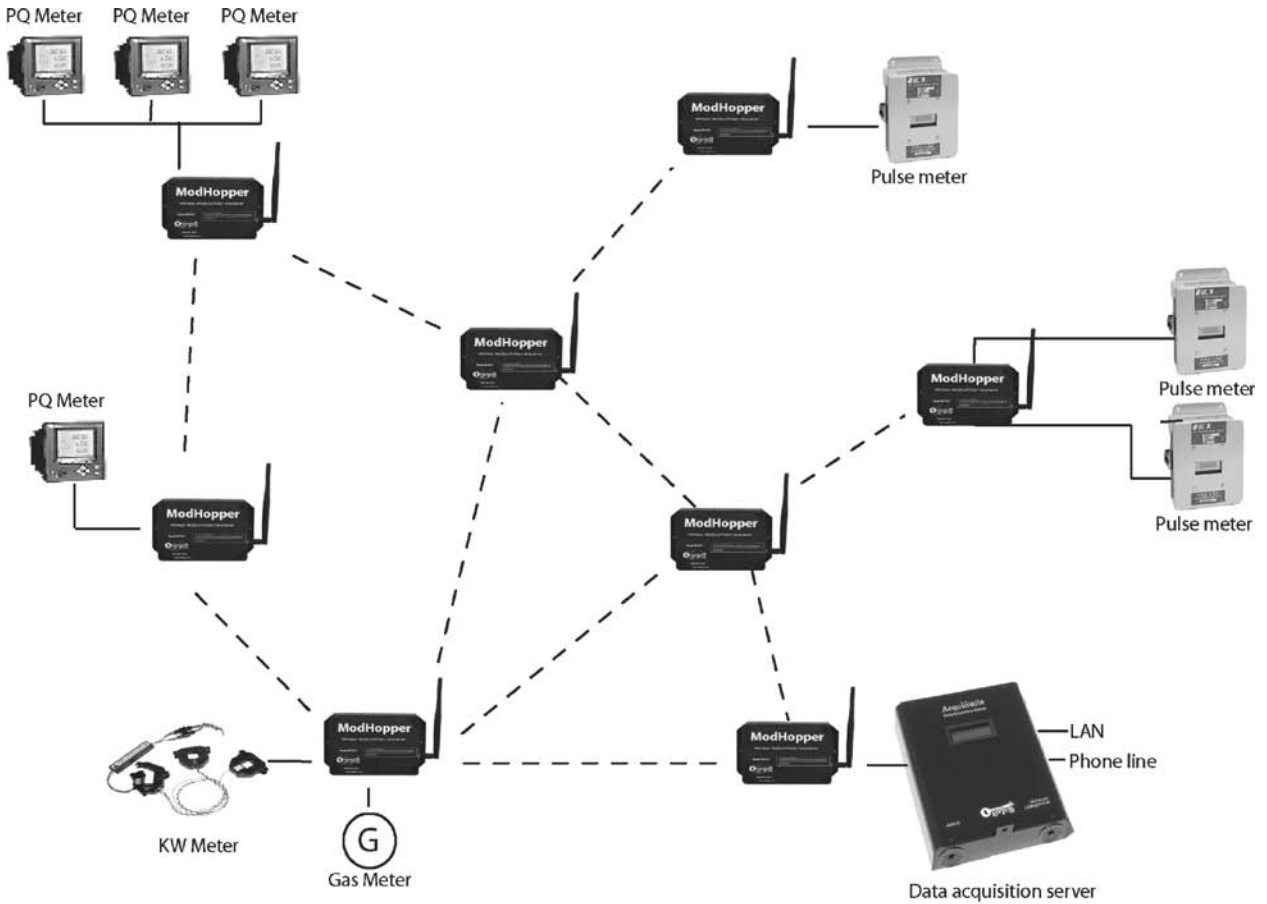 PQ Meter PQ Meter PQ Meter
ModHopper
Pulse meter
ModHopper
ModHopper
ModHopper
Pulse meter
PQ Meter
Pulse meter
ModHopper
ModHopper
ModHopper
ModHopper
AcquiSuite
LAN
Phone line
KW Meter
G
Gas Meter
Data acquisition server